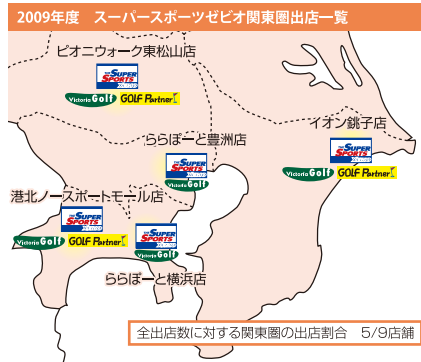 2009年度 スーパースポーツゼビオ関東圏出店一覧
ピオニウォーク東松山店
SUPER
SPORTS
Victoria Golf GOLF Partner
ららぽーと豊洲店
SUPER
SPORTS
Victoria Golf
イオン銚子店
SUPER
SPORTS
Victoria Golf GOLF Partner
港北ノースポートモール店
SUPER
SPORTS
Victoria Golf GOLF Partner
SUPER
SPORTS
Victoria Golf
ららぽーと横浜店
全出店数に対する関東圏の出店割合 5/9店舗